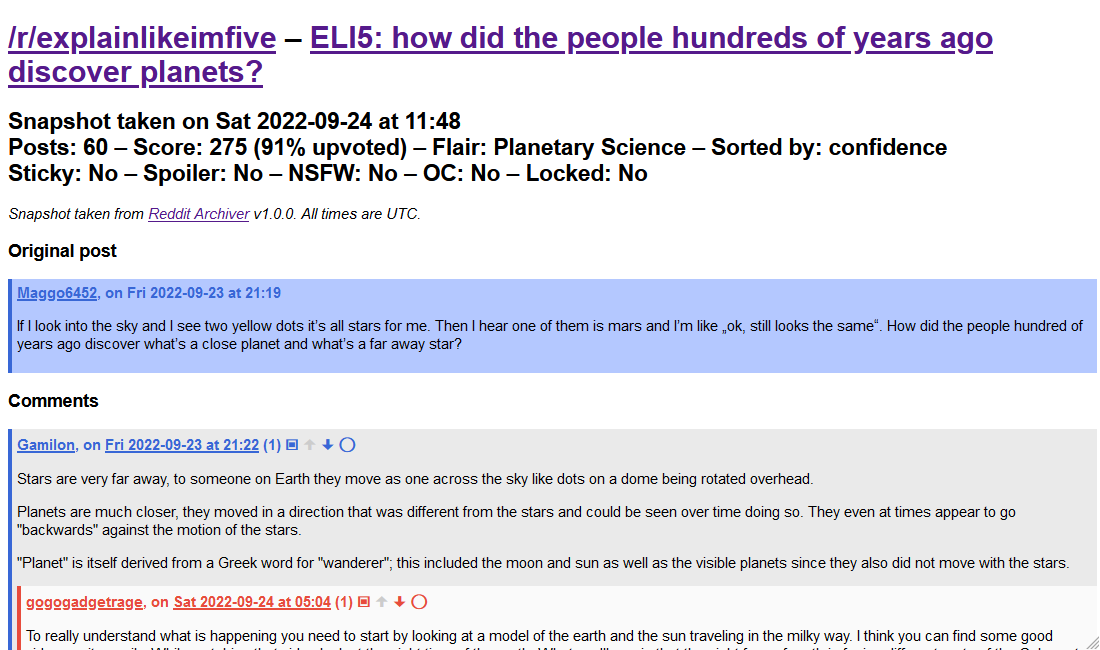 /r/explainlikeimfive – ELI5: how did the people hundreds of years ago
discover planets?
Snapshot taken on Sat 2022-09-24 at 11:48
Posts: 60 – Score: 275 (91% upvoted) – Flair: Planetary Science – Sorted by: confidence
Sticky: No – Spoiler: No – NSFW: No – OC: No – Locked: No
Snapshot taken from Reddit Archiver v1.0.0. All times are UTC.
Original post
Maggo6452, on Fri 2022-09-23 at 21:19
If I look into the sky and I see two yellow dots it’s all stars for me. Then I hear one of them is mars and I’m like „ok, still looks the same“. How did the people hundred of
years ago discover what’s a close planet and what’s a far away star?
Comments
Gamilon, on Fri 2022-09-23 at 21:22 (1)
Stars are very far away, to someone on Earth they move as one across the sky like dots on a dome being rotated overhead.
Planets are much closer, they moved in a direction that was different from the stars and could be seen over time doing so. They even at times appear to go
"backwards" against the motion of the stars.
"Planet" is itself derived from a Greek word for "wanderer"; this included the moon and sun as well as the visible planets since they also did not move with the stars.
gogogadgetrage, on Sat 2022-09-24 at 05:04 (1)
To really understand what is happening you need to start by looking at a model of the earth and the sun traveling in the milky way. I think you can find some good